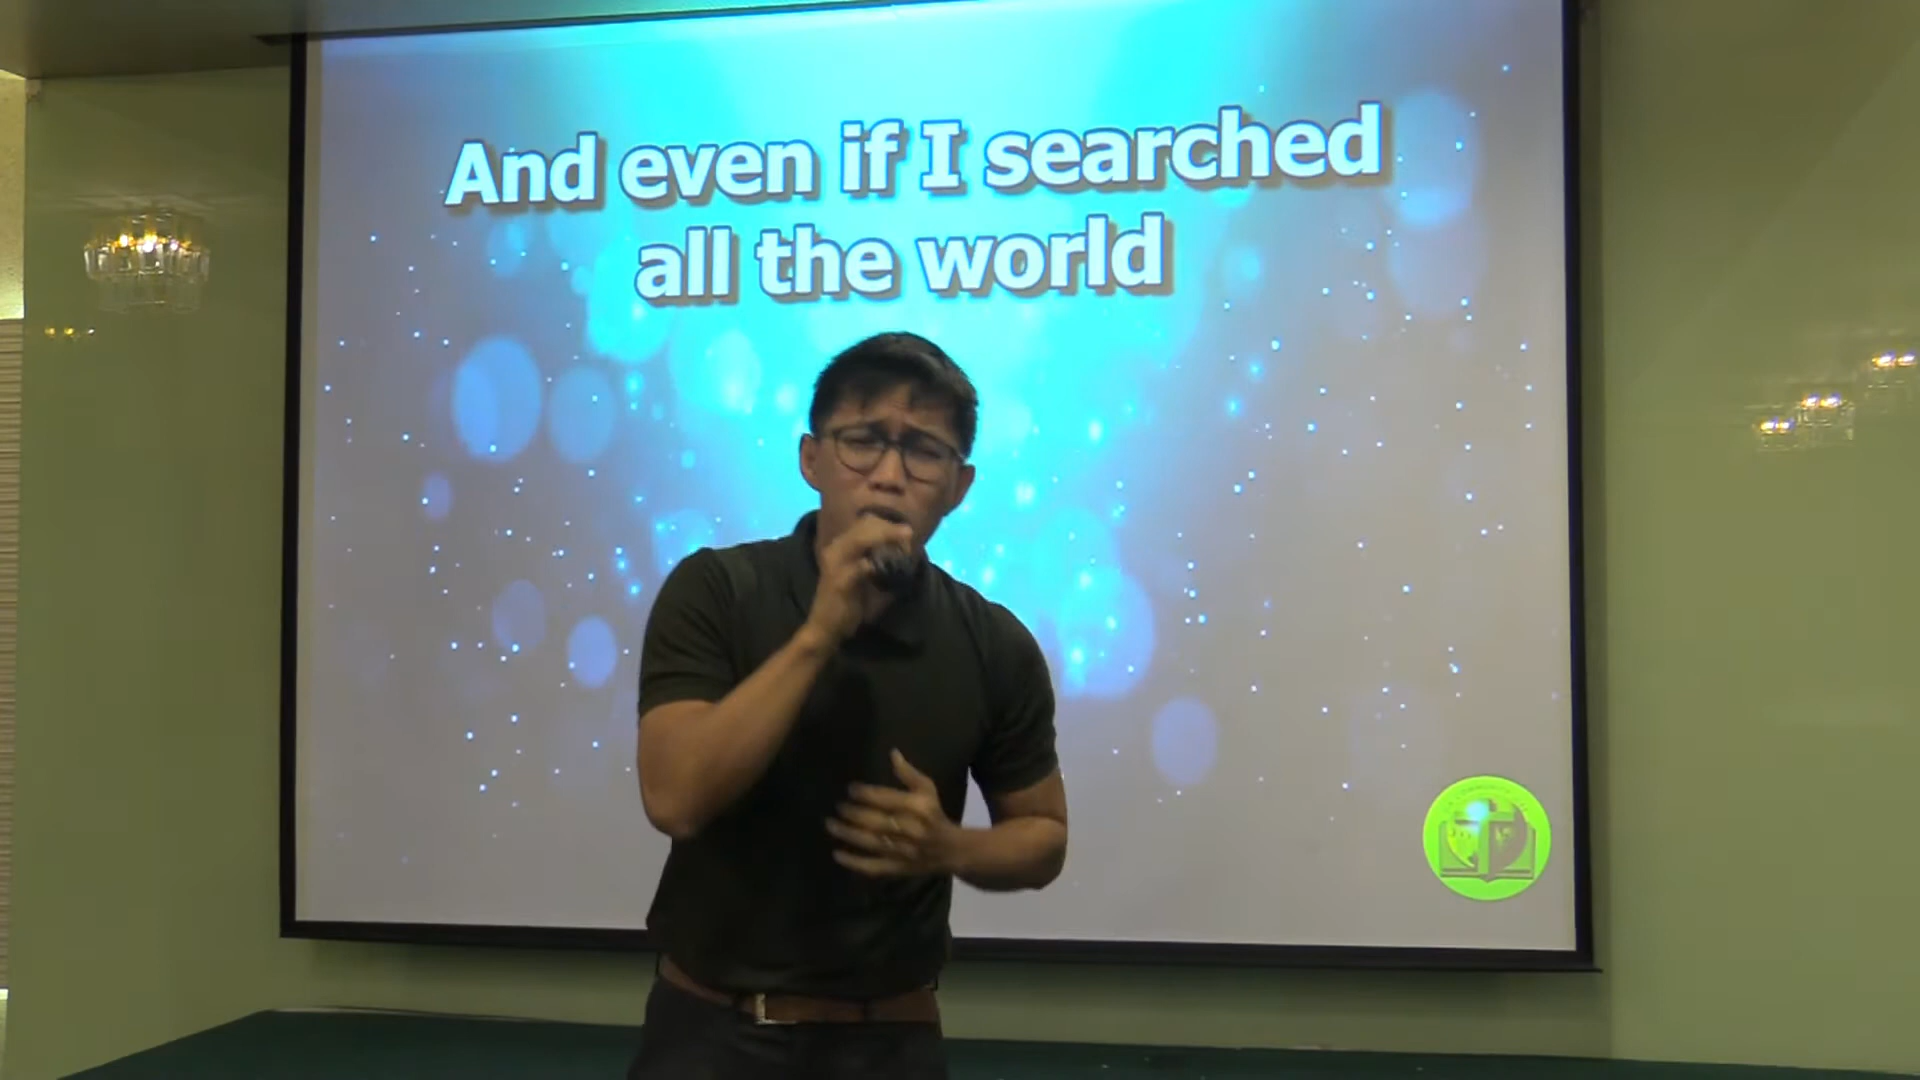 And even if I searched
all the world